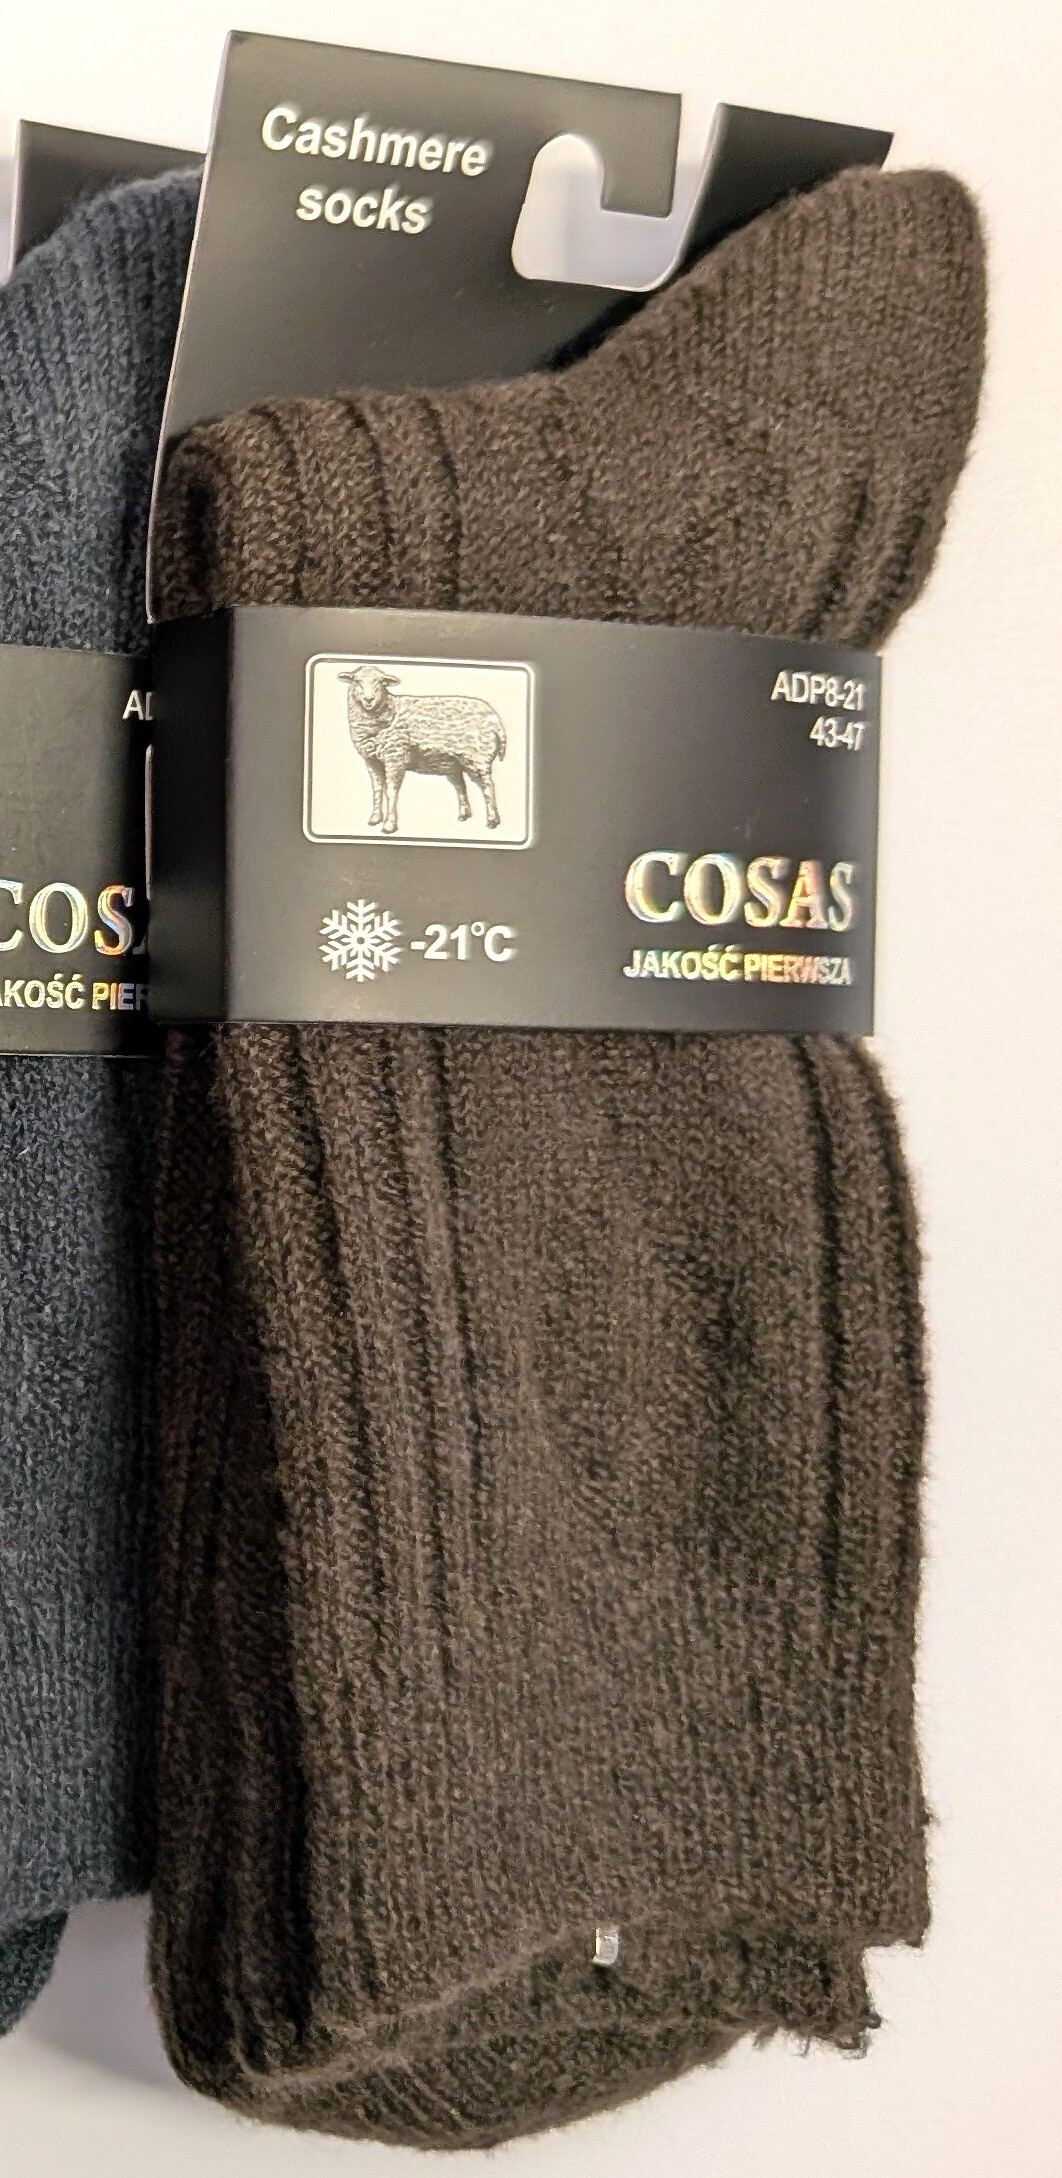 Cashmere
socks
ADP8-21
43-47
COSAS
JAKOŚĆ PIERWSZA
-21°C